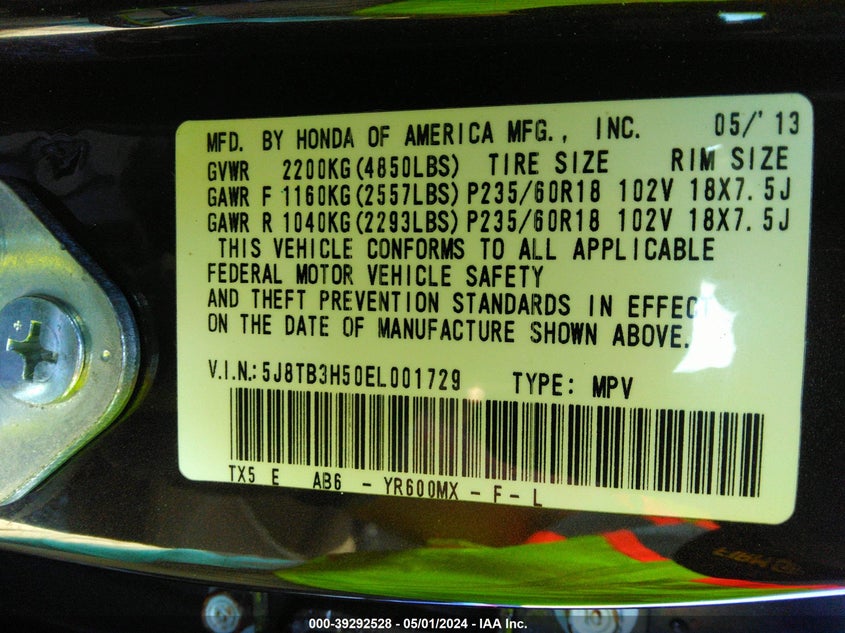 MFD. BY HONDA OF AMERICA MFG., INC. 05/'13
GVWR 2200KG(4850LBS) TIRE SIZE RIM SIZE
GAWR F 1160KG(2557LBS) P235/60R18 102V 18X7.5J
GAWR R 1040KG(2293LBS) P235/60R18 102V 18X7.5J
THIS VEHICLE CONFORMS TO ALL APPLICABLE
FEDERAL MOTOR VEHICLE SAFETY
AND THEFT PREVENTION STANDARDS IN EFFECT
ON THE DATE OF MANUFACTURE SHOWN ABOVE.
V.I.N.: 5J8TB3H50EL001729 TYPE: MPV
TX5 E AB6 - YR600MX - F - L
000-39292528 - 05/01/2024 - IAA Inc.